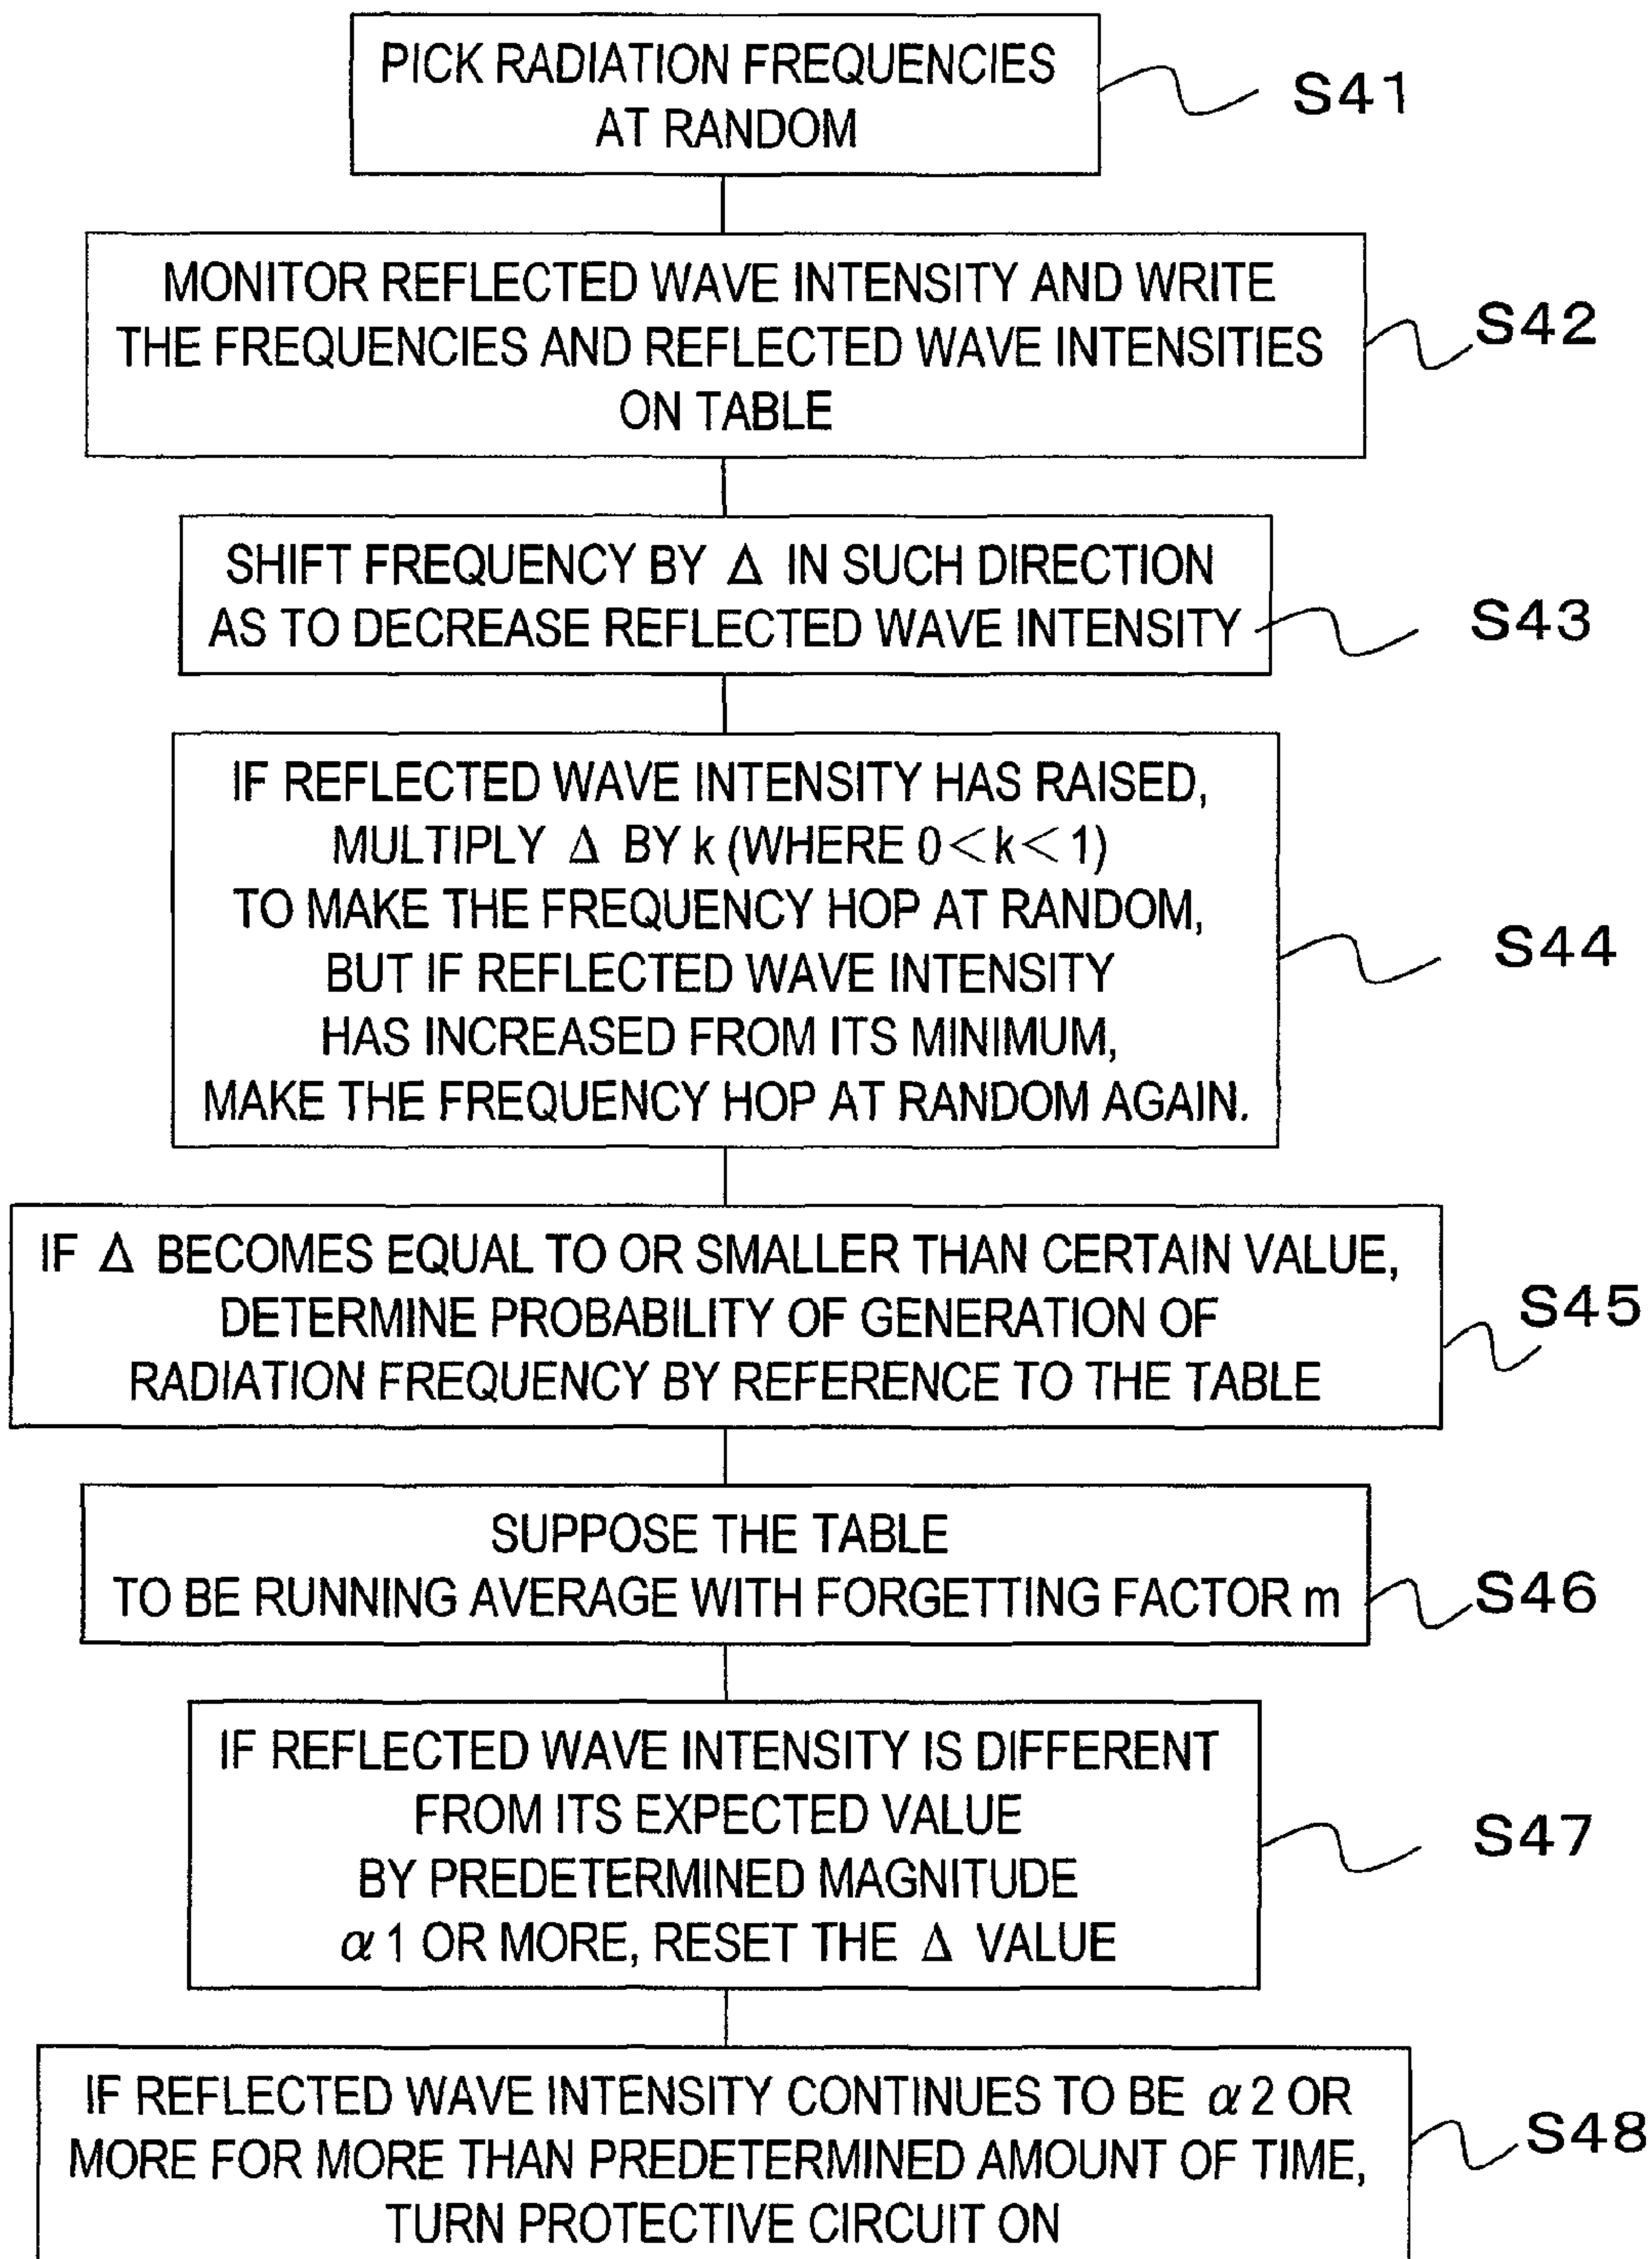 PICK RADIATION FREQUENCIES
AT RANDOM
S41
MONITOR REFLECTED WAVE INTENSITY AND WRITE
THE FREQUENCIES AND REFLECTED WAVE INTENSITIES
ON TABLE
S42
SHIFT FREQUENCY BY Δ IN SUCH DIRECTION
AS TO DECREASE REFLECTED WAVE INTENSITY
S43
IF REFLECTED WAVE INTENSITY HAS RAISED,
MULTIPLY Δ BY k (WHERE 0<k<1)
TO MAKE THE FREQUENCY HOP AT RANDOM,
BUT IF REFLECTED WAVE INTENSITY
HAS INCREASED FROM ITS MINIMUM,
MAKE THE FREQUENCY HOP AT RANDOM AGAIN.
S44
IF Δ BECOMES EQUAL TO OR SMALLER THAN CERTAIN VALUE,
DETERMINE PROBABILITY OF GENERATION OF
RADIATION FREQUENCY BY REFERENCE TO THE TABLE
S45
SUPPOSE THE TABLE
TO BE RUNNING AVERAGE WITH FORGETTING FACTOR m
S46
IF REFLECTED WAVE INTENSITY IS DIFFERENT
FROM ITS EXPECTED VALUE
BY PREDETERMINED MAGNITUDE
α1 OR MORE, RESET THE Δ VALUE
S47
IF REFLECTED WAVE INTENSITY CONTINUES TO BE α2 OR
MORE FOR MORE THAN PREDETERMINED AMOUNT OF TIME,
TURN PROTECTIVE CIRCUIT ON
S48